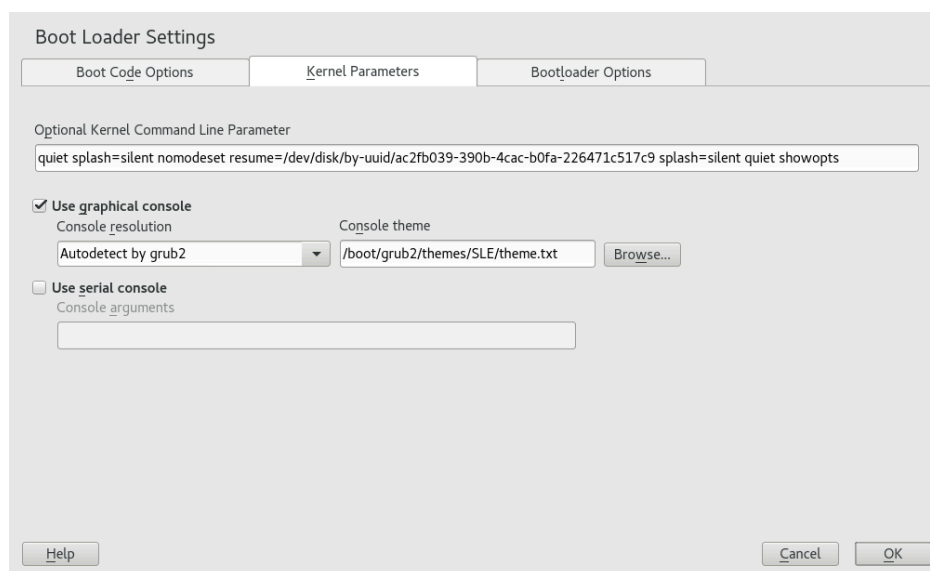 Boot Loader Settings
Boot Code Options Kernel Parameters Bootloader Options
Optional Kernel Command Line Parameter
quiet splash=silent nomodeset resume=/dev/disk/by-uuid/ac2fb039-390b-4cac-b0fa-226471c517c9 splash=silent quiet showopts
Use graphical console
Console resolution Console theme
Autodetect by grub2 /boot/grub2/themes/SLE/theme.txt Browse...
Use serial console
Console arguments
Help Cancel OK